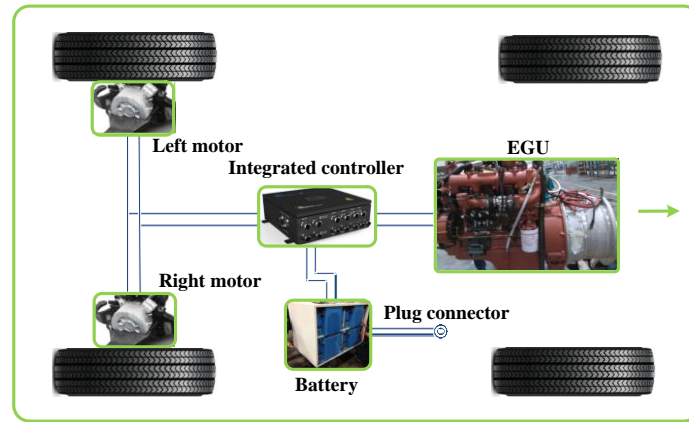 Left motor
EGU
Integrated controller
Right motor
Plug connector
Battery